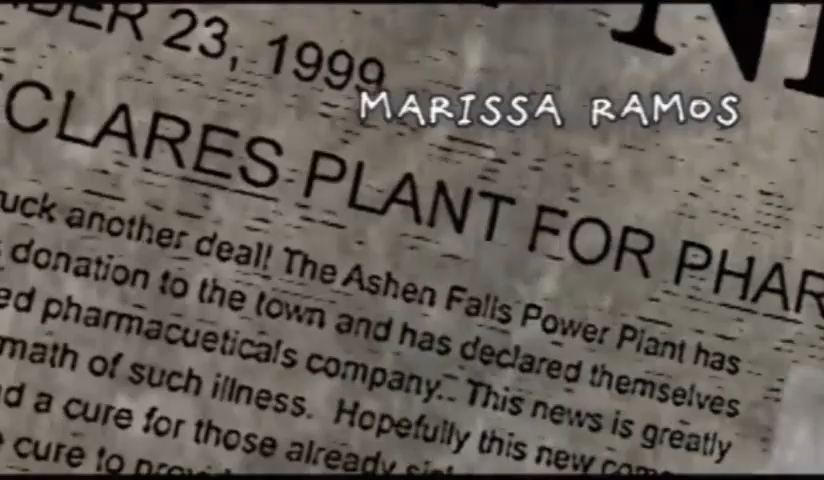 BER 23, 1999
MARISSA RAMOS
CLARES PLANT FOR PHAR
uck another deal! The Ashen Falls Power Plant has
donation to the town and has declared themselves
ed pharmacueticals company. This news is greatly
math of such illness. Hopefully this new
d a cure for those already
cure to